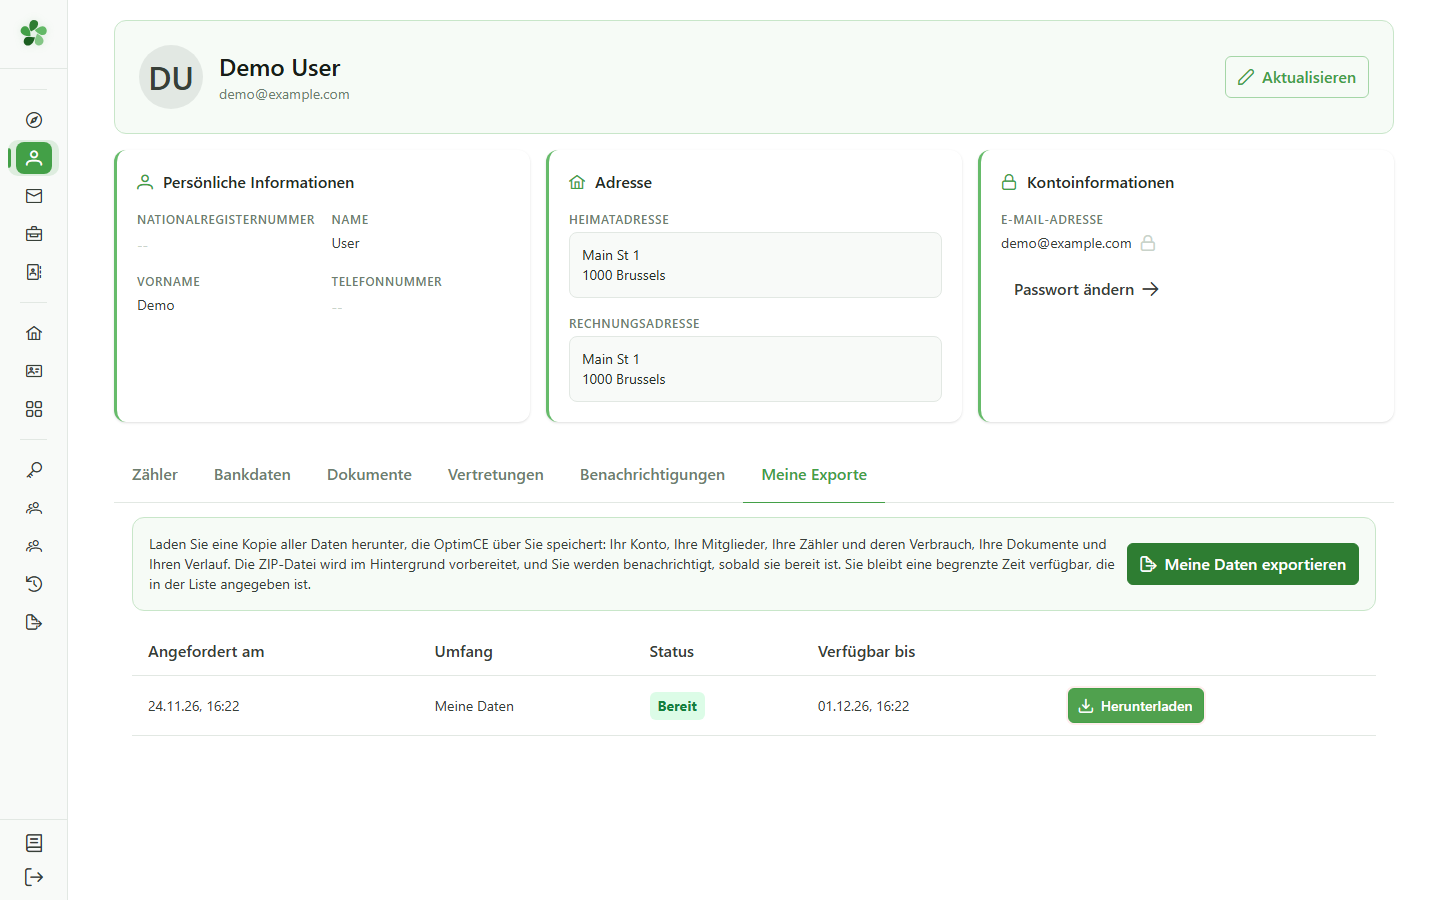 DU
Demo User
demo@example.com
Aktualisieren
Persönliche Informationen
NATIONALREGISTERNUMMER
--
NAME
User
VORNAME
Demo
TELEFONNUMMER
--
Adresse
HEIMATADRESSE
Main St 1
1000 Brussels
RECHNUNGSADRESSE
Main St 1
1000 Brussels
Kontoinformationen
E-MAIL-ADRESSE
demo@example.com
Passwort ändern
Zähler
Bankdaten
Dokumente
Vertretungen
Benachrichtigungen
Meine Exporte
Laden Sie eine Kopie aller Daten herunter, die OptimCE über Sie speichert: Ihr Konto, Ihre Mitglieder, Ihre Zähler und deren Verbrauch, Ihre Dokumente und
Ihren Verlauf. Die ZIP-Datei wird im Hintergrund vorbereitet, und Sie werden benachrichtigt, sobald sie bereit ist. Sie bleibt eine begrenzte Zeit verfügbar, die
in der Liste angegeben ist.
Meine Daten exportieren
Angefordert am
Umfang
Status
Verfügbar bis
24.11.26, 16:22
Meine Daten
Bereit
01.12.26, 16:22
Herunterladen